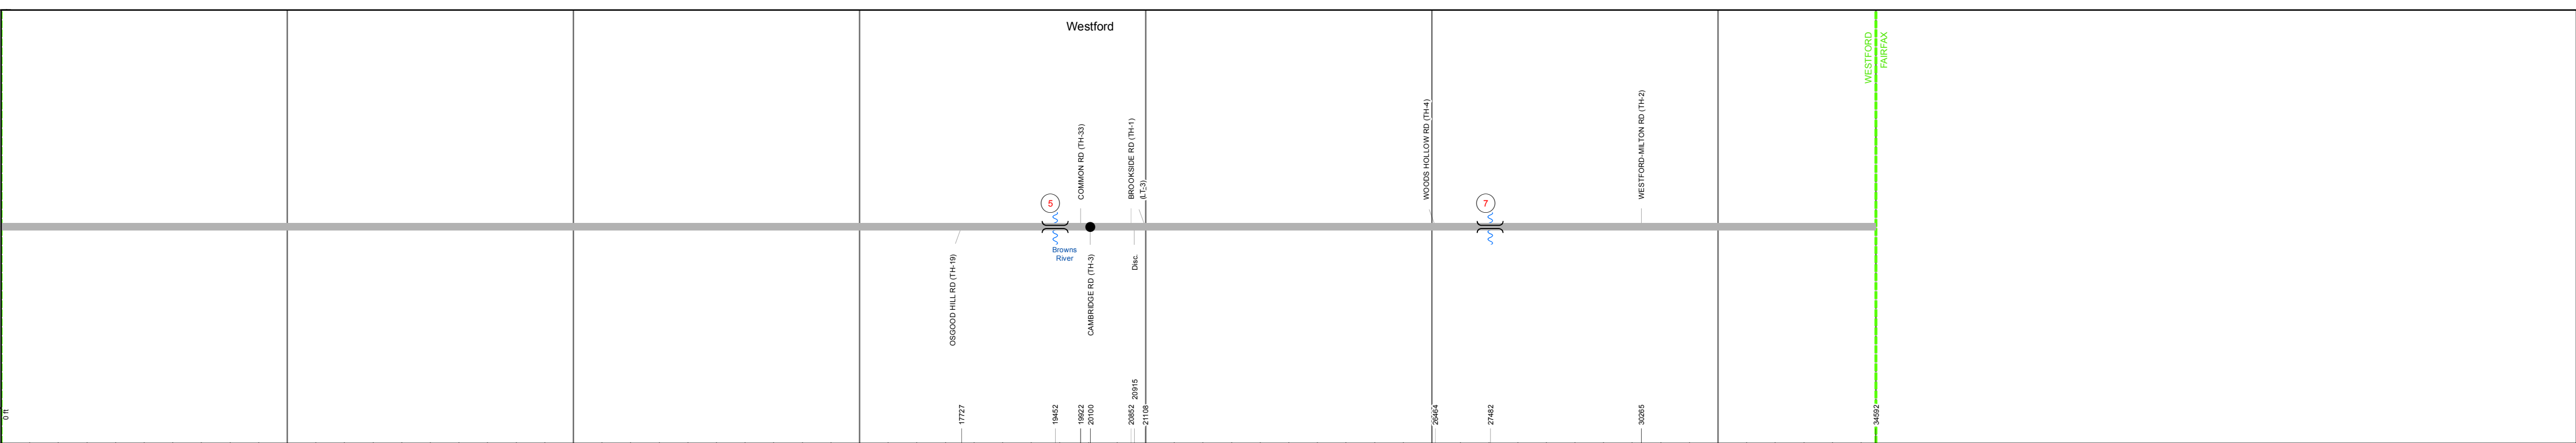 Westford
WESTFORD
FAIRFAX
WOODS HOLLOW RD (TH-4)
WESTFORD-MILTON RD (TH-2)
COMMON RD (TH-33)
BROOKSIDE RD (TH-1)
(LT-3)
5
7
Browns
River
OSGOOD HILL RD (TH-19)
CAMBRIDGE RD (TH-3)
Disc.
0 ft
17727
19452
19922
20100
20852
20915
21108
26464
27482
30265
34592